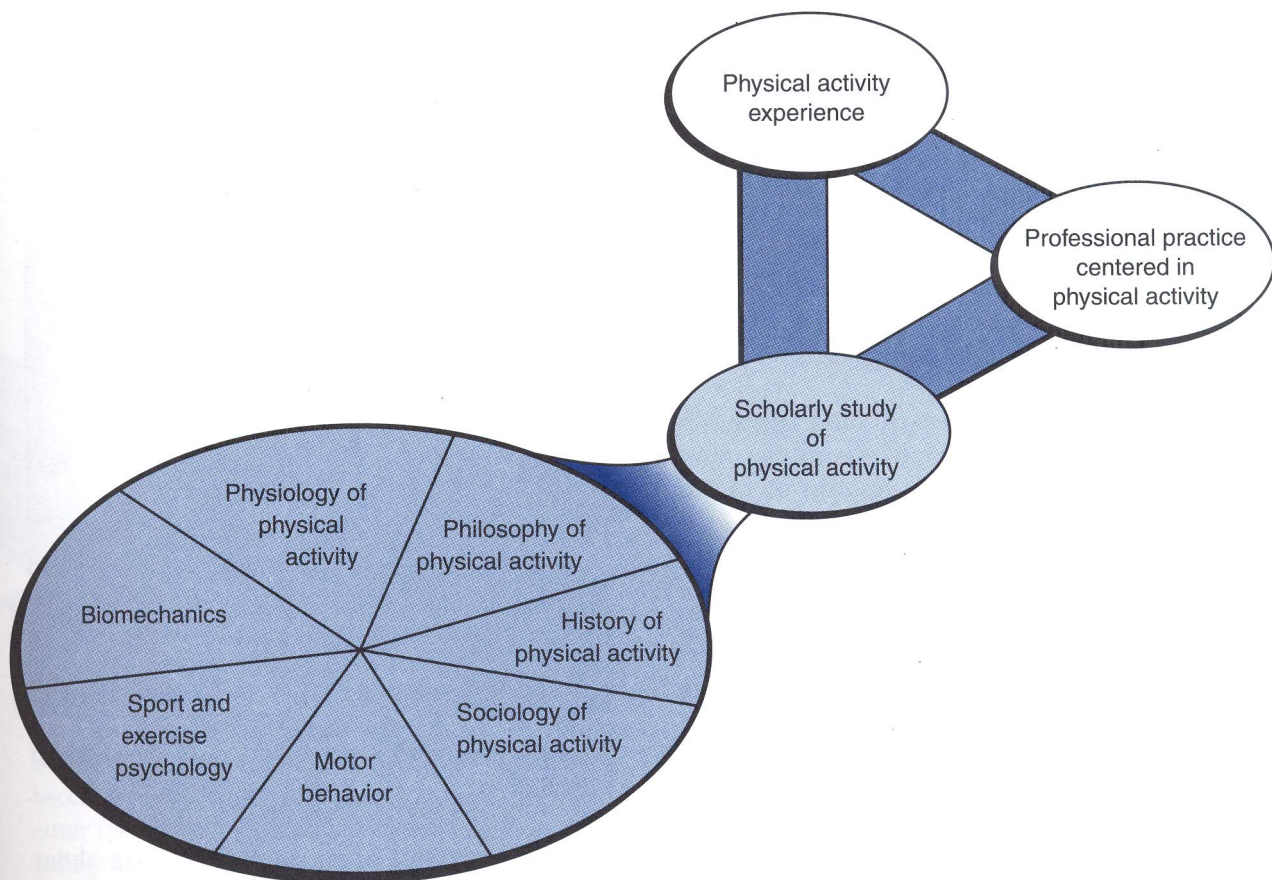 Physical activity
experience
Professional practice
centered in
physical activity
Scholarly study
of
physical activity
Physiology of
physical
activity
Philosophy of
physical activity
Biomechanics
History of
physical activity
Sport and
exercise
psychology
Motor
behavior
Sociology of
physical activity